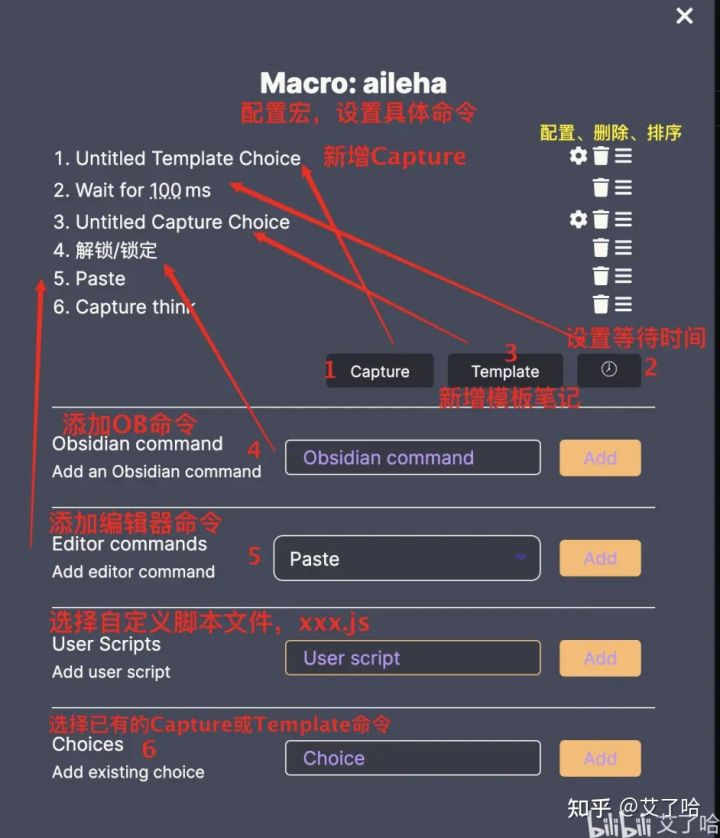 Macro: aileha
配置宏，设置具体命令
配置、删除、排序
1. Untitled Template Choice
新增Capture
2. Wait for 100 ms
3. Untitled Capture Choice
4. 解锁/锁定
5. Paste
6. Capture think
设置等待时间
1 Capture
3 Template
2
新增模板笔记
添加OB命令
Obsidian command
Add an Obsidian command
4
Obsidian command
Add
添加编辑器命令
Editor commands
Add editor command
5
Paste
Add
选择自定义脚本文件，xxx.js
User Scripts
Add user script
User script
Add
选择已有的Capture或Template命令
Choices
6
Add existing choice
Choice
Add
知乎 @艾了哈
bilibili 艾了哈